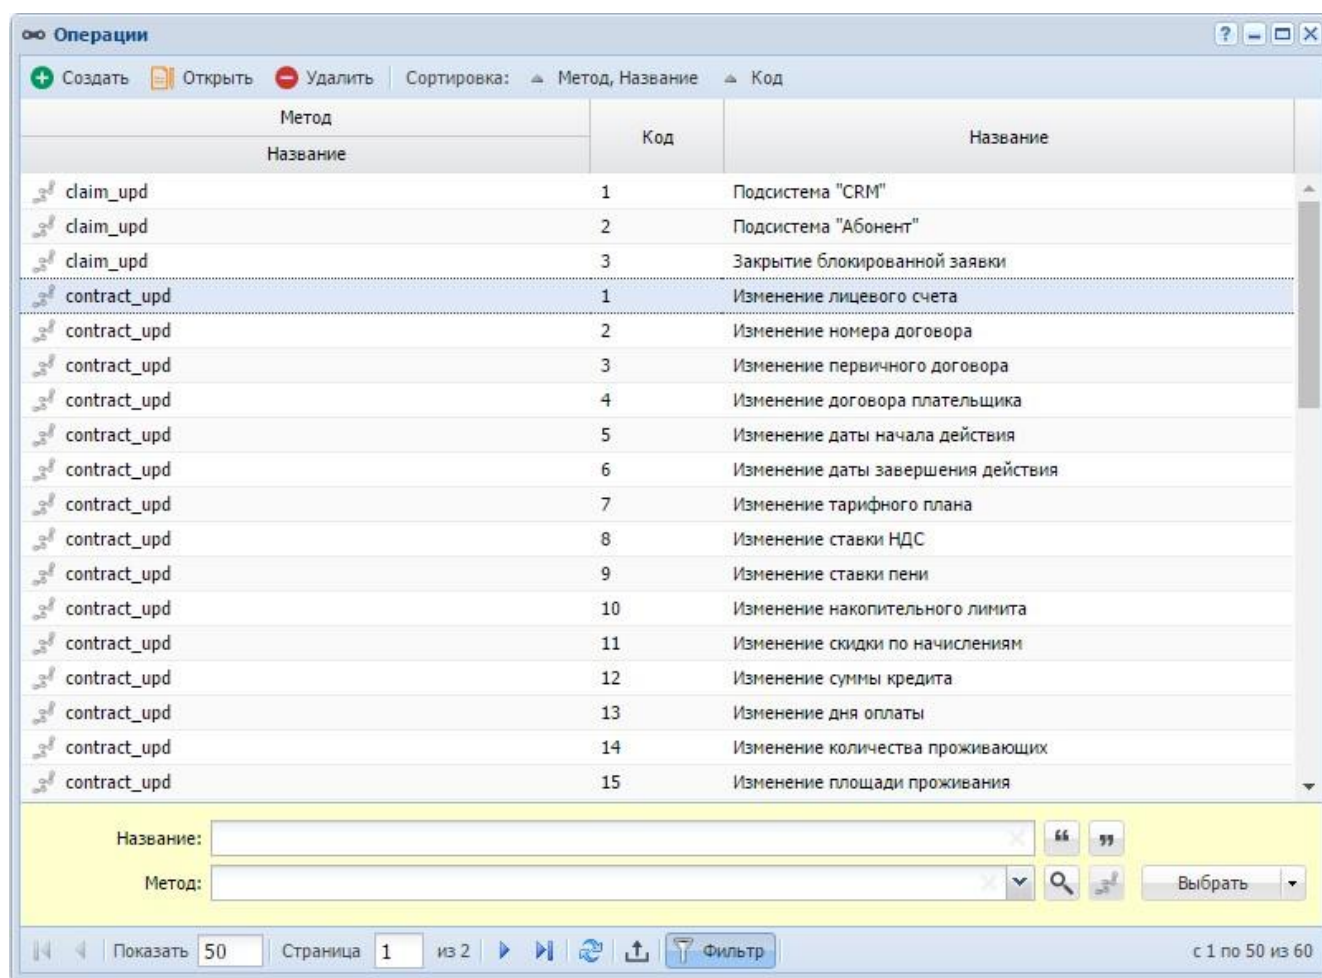 Операции
Создать Открыть Удалить Сортировка: Метод, Название Код
Метод
Название
Код
Название
claim_upd 1 Подсистема "CRM"
claim_upd 2 Подсистема "Абонент"
claim_upd 3 Закрытие блокированной заявки
contract_upd 1 Изменение лицевого счета
contract_upd 2 Изменение номера договора
contract_upd 3 Изменение первичного договора
contract_upd 4 Изменение договора плательщика
contract_upd 5 Изменение даты начала действия
contract_upd 6 Изменение даты завершения действия
contract_upd 7 Изменение тарифного плана
contract_upd 8 Изменение ставки НДС
contract_upd 9 Изменение ставки пени
contract_upd 10 Изменение накопительного лимита
contract_upd 11 Изменение скидки по начислениям
contract_upd 12 Изменение суммы кредита
contract_upd 13 Изменение дня оплаты
contract_upd 14 Изменение количества проживающих
contract_upd 15 Изменение площади проживания
Название:
Метод: Выбрать
Показать 50 Страница 1 из 2 Фильтр с 1 по 50 из 60